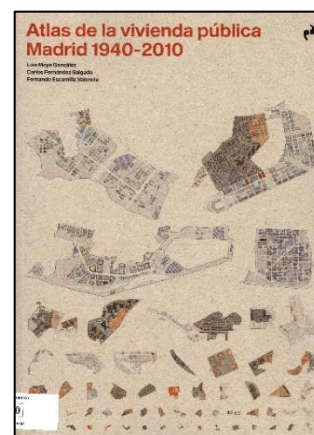 Atlas de la vivienda pública
Madrid 1940-2010
Luis Moya González
Carlos Fernández Salgado
Fernando Escamilla Valencia